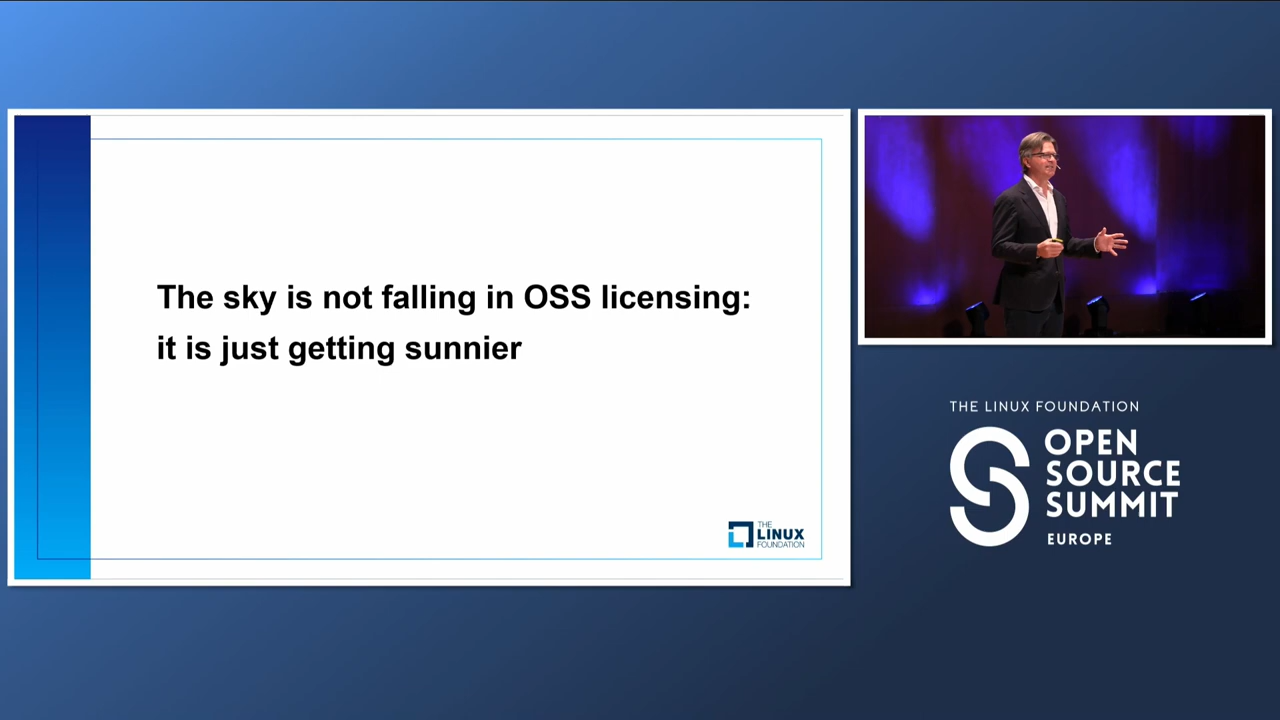 The sky is not falling in OSS licensing:
it is just getting sunnier
THE
LINUX
FOUNDATION
THE LINUX FOUNDATION
OPEN
SOURCE
SUMMIT
EUROPE